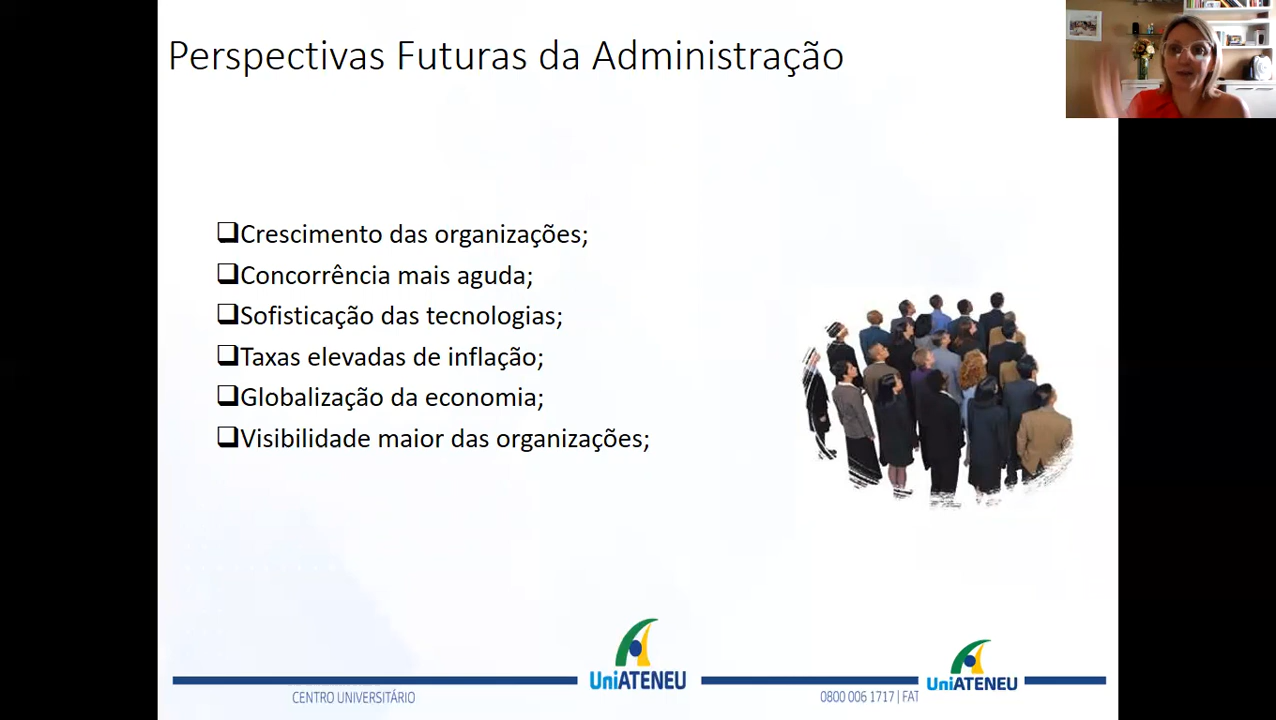 Perspectivas Futuras da Administração
❑Crescimento das organizações;
❑Concorrência mais aguda;
❑Sofisticação das tecnologias;
❑Taxas elevadas de inflação;
❑Globalização da economia;
❑Visibilidade maior das organizações;
UniATENEU
UniATENEU
CENTRO UNIVERSITÁRIO
0800 006 1717 | FAT